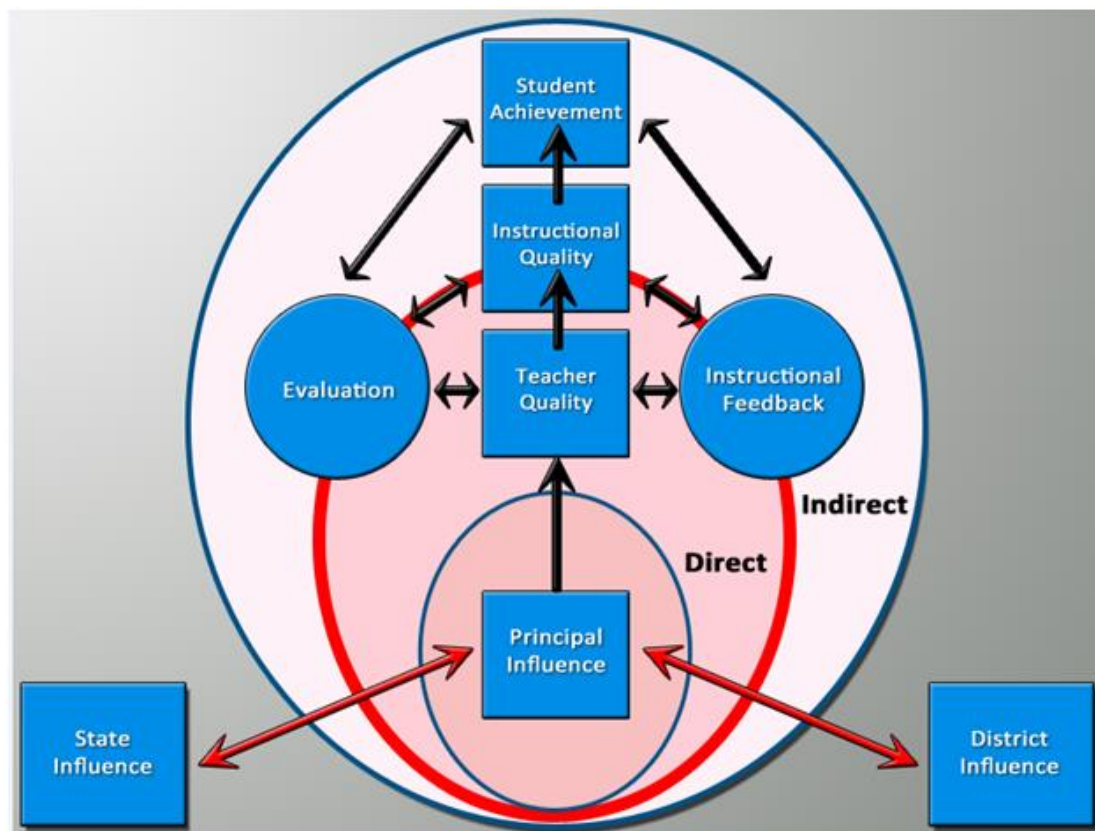 Student
Achievement
Instructional
Quality
Evaluation
Teacher
Quality
Instructional
Feedback
Indirect
Direct
Principal
Influence
State
Influence
District
Influence